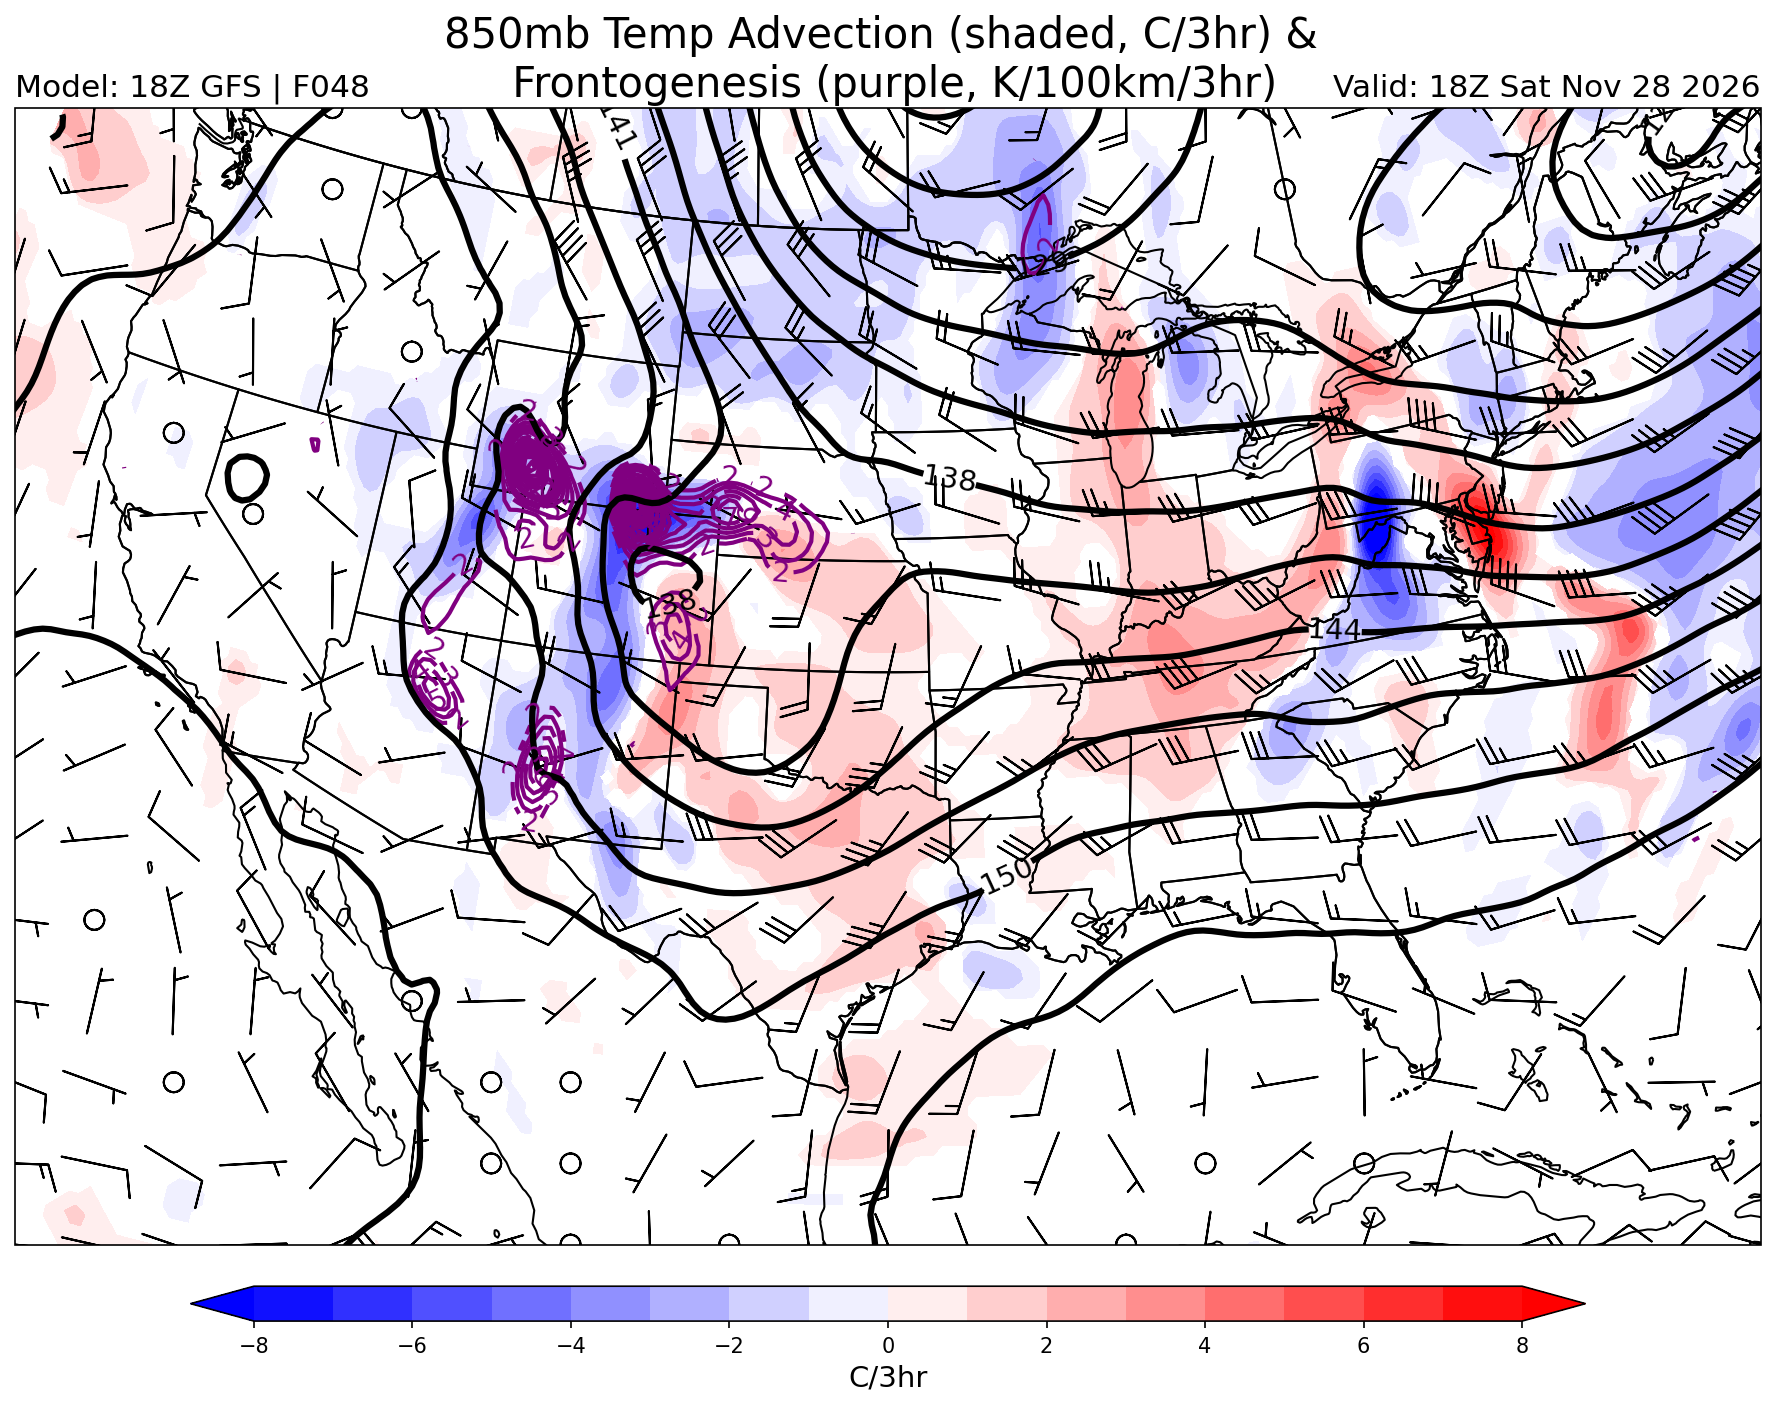 850mb Temp Advection (shaded, C/3hr) &
Model: 18Z GFS | F048
Frontogenesis (purple, K/100km/3hr)
Valid: 18Z Sat Nov 28 2026
141
129
138
138
144
150
−8 −6 −4 −2 0 2 4 6 8
C/3hr